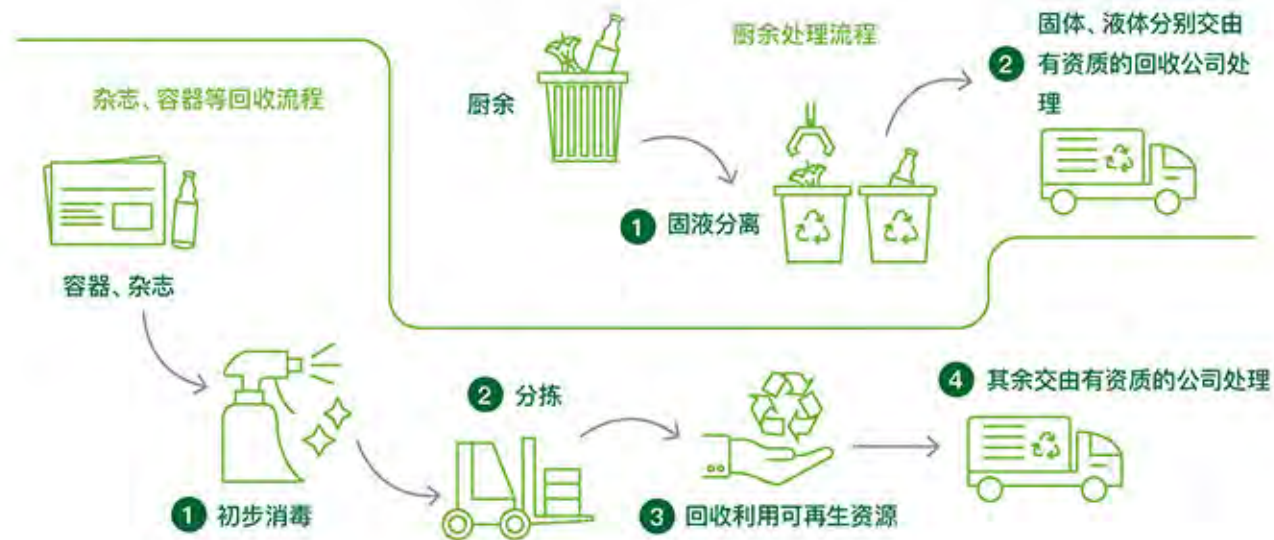 杂志、容器等回收流程
容器、杂志
1 初步消毒
2 分拣
3 回收利用可再生资源
4 其余交由有资质的公司处理
厨余处理流程
厨余
1 固液分离
固体、液体分别交由
2 有资质的回收公司处
理